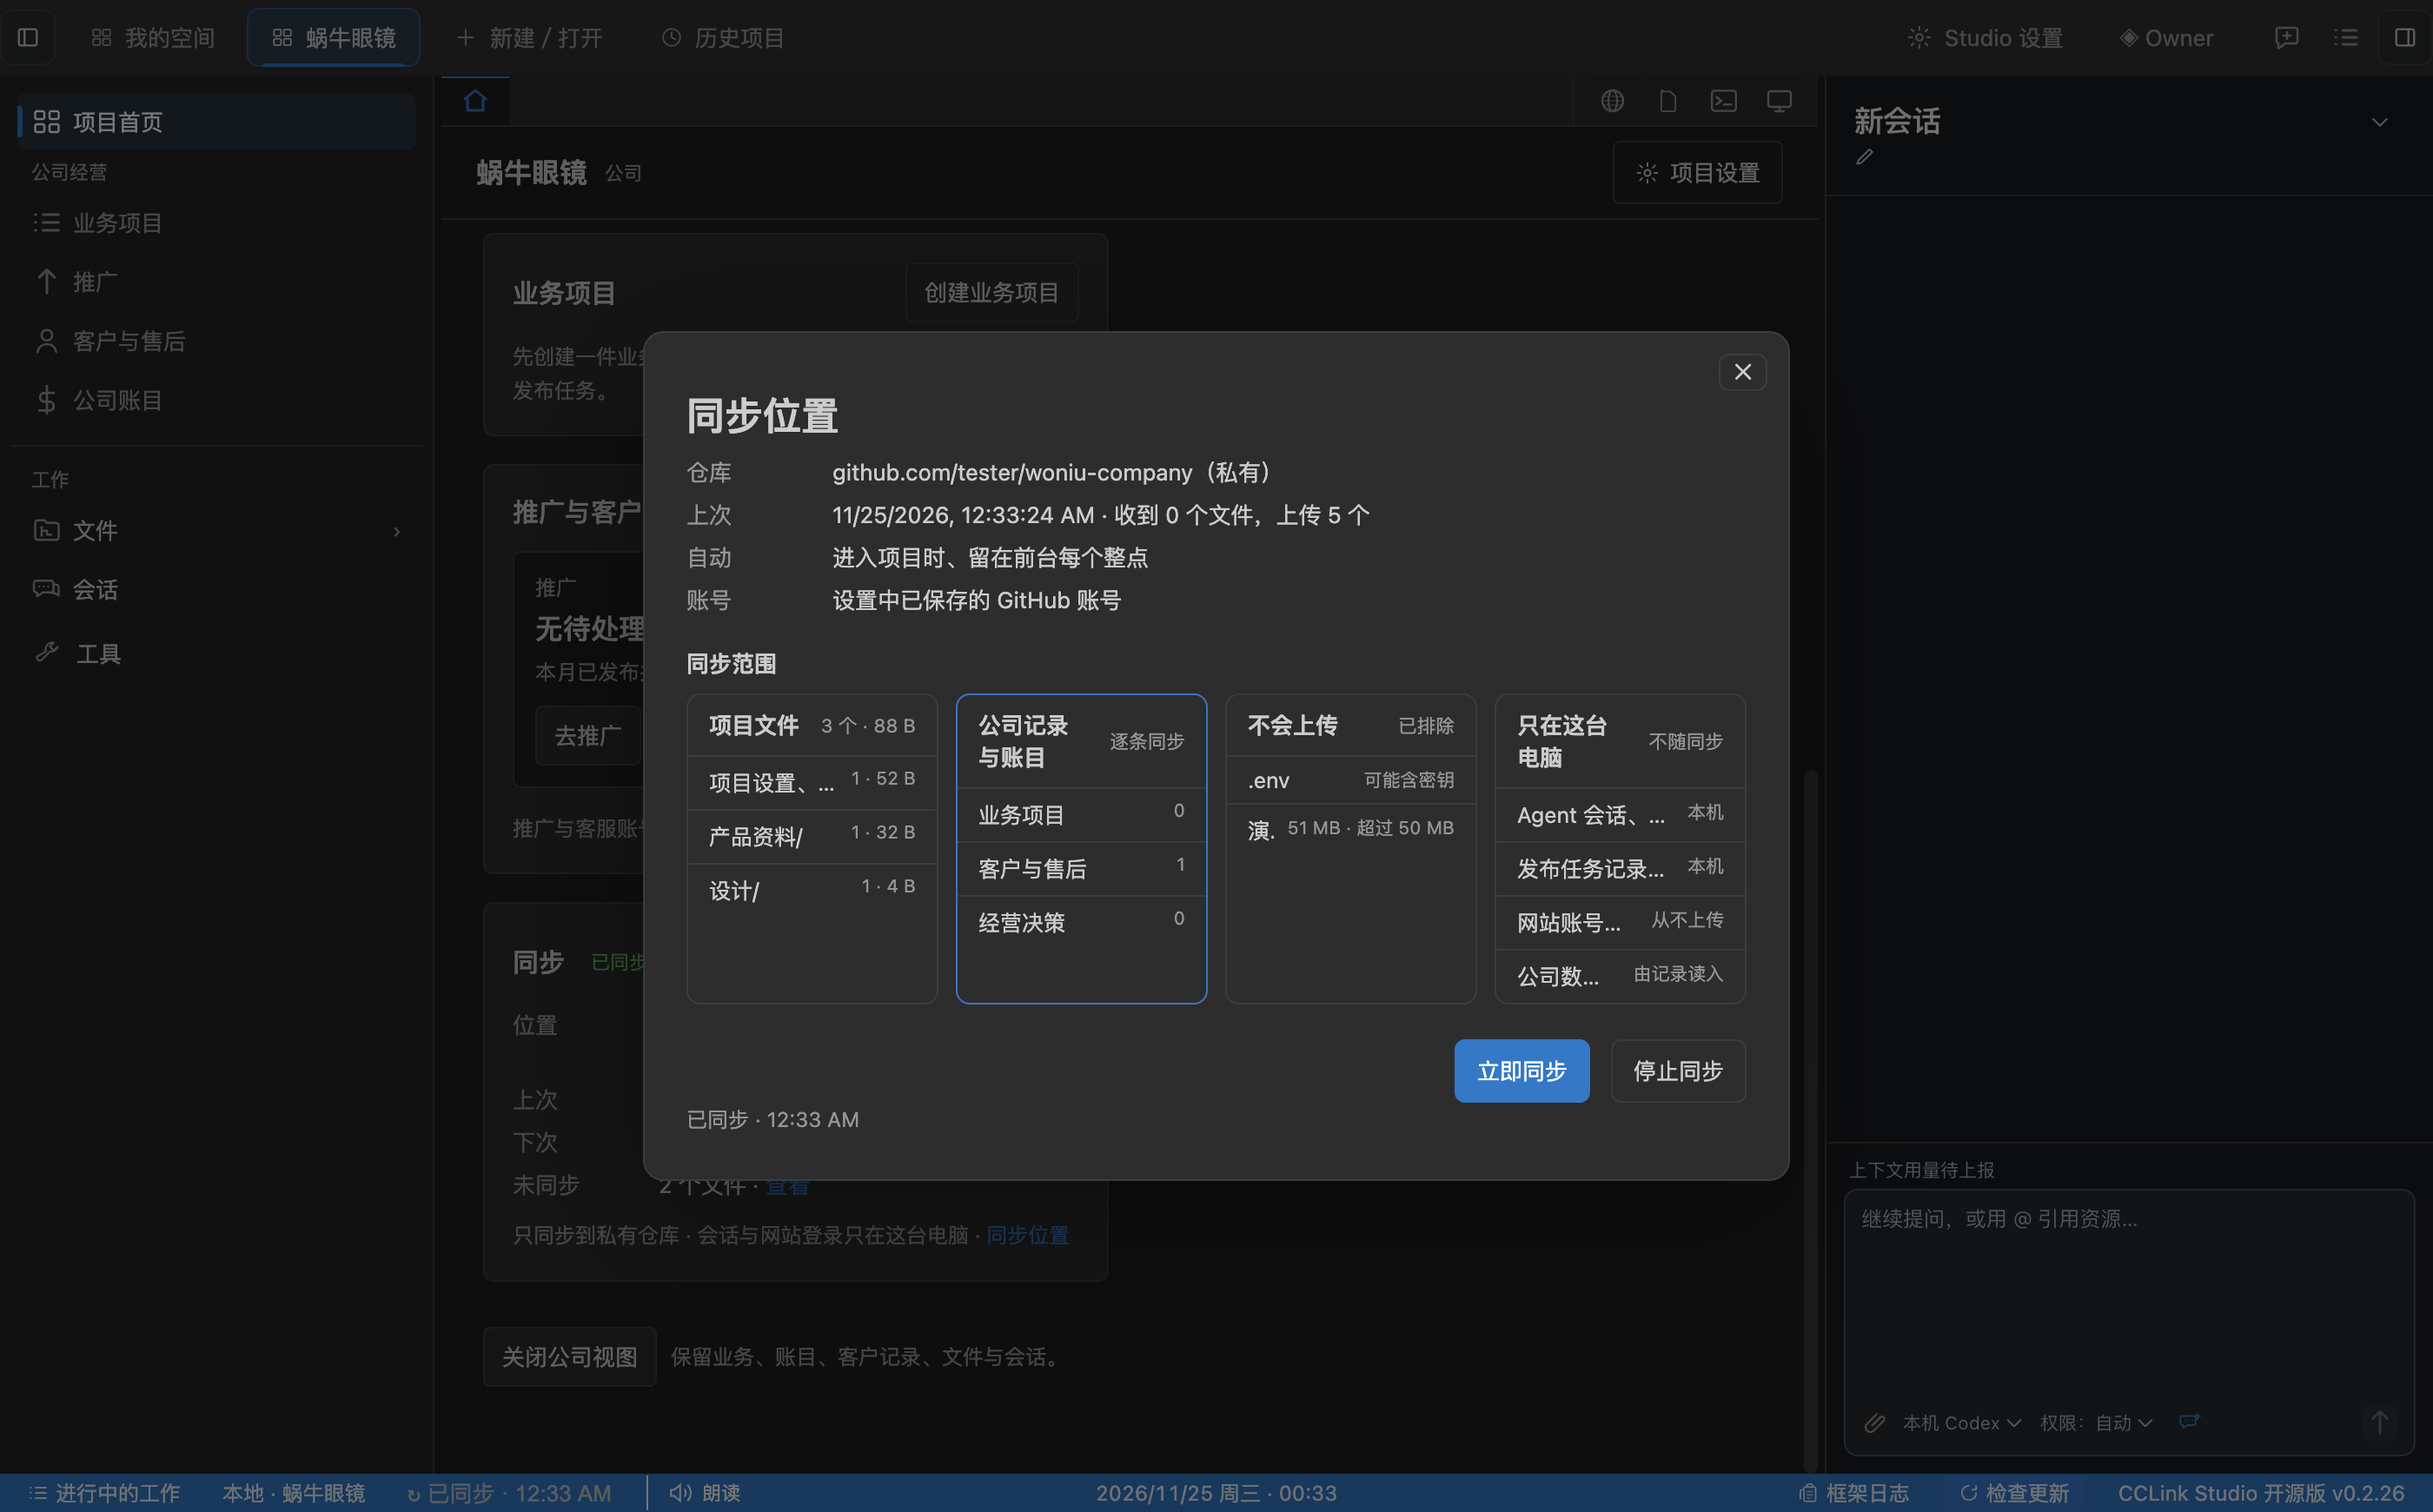 我的空间
蜗牛眼镜
新建 / 打开
历史项目
Studio 设置
Owner
项目首页
公司经营
业务项目
推广
客户与售后
公司账目
工作
文件
会话
工具
蜗牛眼镜 公司
项目设置
业务项目
创建业务项目
先创建一件业
发布任务。
推广与客户
推广
无待处理
本月已发布
去推广
推广与客服账
同步 已同步
位置
上次
下次
未同步 2 个文件 · 查看
只同步到私有仓库 · 会话与网站登录只在这台电脑 · 同步位置
关闭公司视图 保留业务、账目、客户记录、文件与会话。
同步位置
仓库 github.com/tester/woniu-company（私有）
上次 11/25/2026, 12:33:24 AM · 收到 0 个文件，上传 5 个
自动 进入项目时、留在前台每个整点
账号 设置中已保存的 GitHub 账号
同步范围
项目文件 3 个 · 88 B
项目设置、... 1 · 52 B
产品资料/ 1 · 32 B
设计/ 1 · 4 B
公司记录与账目 逐条同步
业务项目 0
客户与售后 1
经营决策 0
不会上传 已排除
.env 可能含密钥
演. 51 MB · 超过 50 MB
只在这台电脑 不随同步
Agent 会话、... 本机
发布任务记录... 本机
网站账号... 从不上传
公司数... 由记录读入
立即同步
停止同步
已同步 · 12:33 AM
新会话
上下文用量待上报
继续提问，或用 @ 引用资源...
本机 Codex
权限：自动
进行中的工作
本地 · 蜗牛眼镜
已同步 · 12:33 AM
朗读
2026/11/25 周三 · 00:33
框架日志
检查更新
CCLink Studio 开源版 v0.2.26